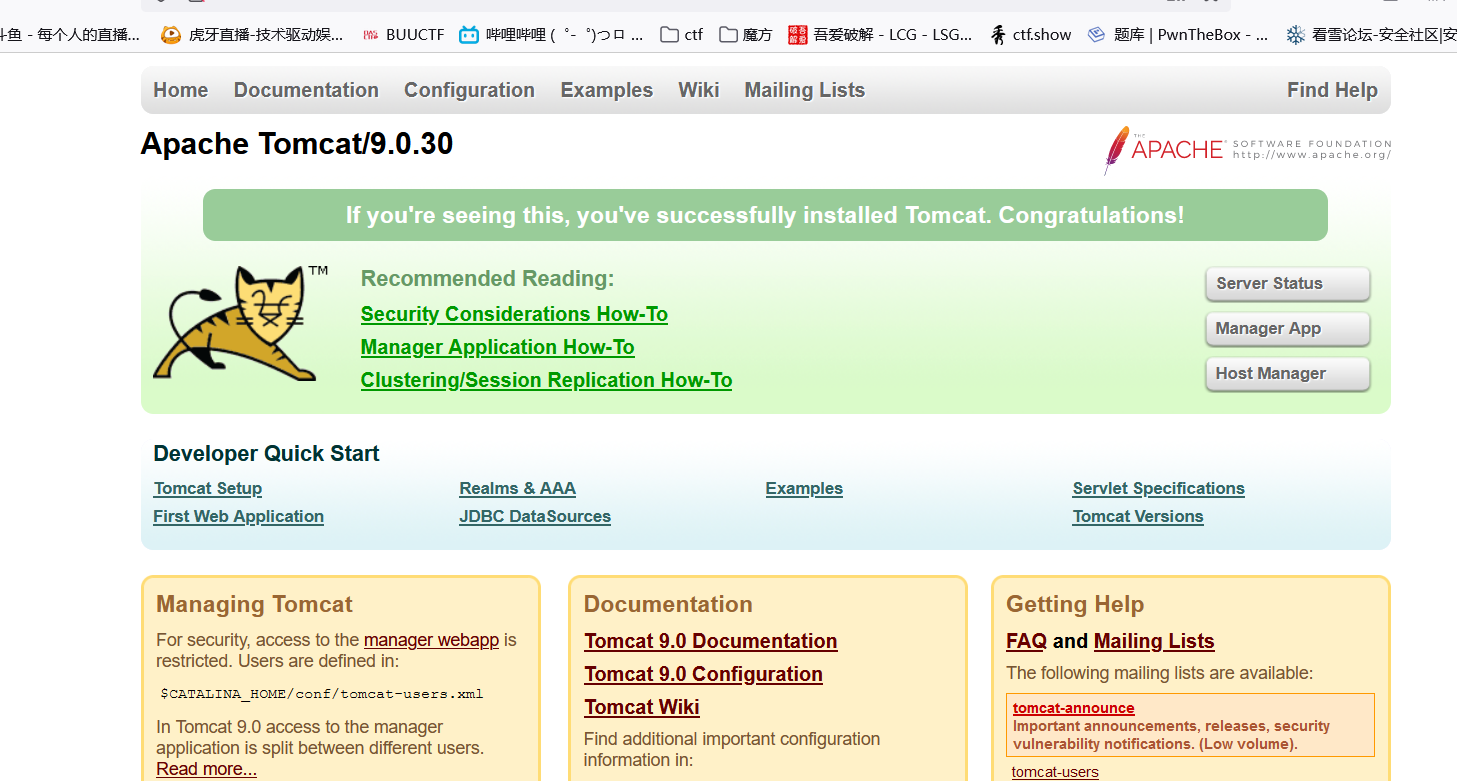 斗鱼 - 每个人的直播... 虎牙直播-技术驱动娱... BUUCTF 哔哩哔哩 ( ゜- ゜)つロ ... ctf 魔方 吾爱破解 - LCG - LSG... ctf.show 题库 | PwnTheBox - ... 看雪论坛-安全社区|安
Home Documentation Configuration Examples Wiki Mailing Lists Find Help
Apache Tomcat/9.0.30
THE APACHE® SOFTWARE FOUNDATION
http://www.apache.org/
If you're seeing this, you've successfully installed Tomcat. Congratulations!
TM
Recommended Reading:
Security Considerations How-To
Manager Application How-To
Clustering/Session Replication How-To
Server Status
Manager App
Host Manager
Developer Quick Start
Tomcat Setup Realms & AAA Examples Servlet Specifications
First Web Application JDBC DataSources Tomcat Versions
Managing Tomcat
For security, access to the manager webapp is
restricted. Users are defined in:
$CATALINA_HOME/conf/tomcat-users.xml
In Tomcat 9.0 access to the manager
application is split between different users.
Read more...
Documentation
Tomcat 9.0 Documentation
Tomcat 9.0 Configuration
Tomcat Wiki
Find additional important configuration
information in:
Getting Help
FAQ and Mailing Lists
The following mailing lists are available:
tomcat-announce
Important announcements, releases, security
vulnerability notifications. (Low volume).
tomcat-users